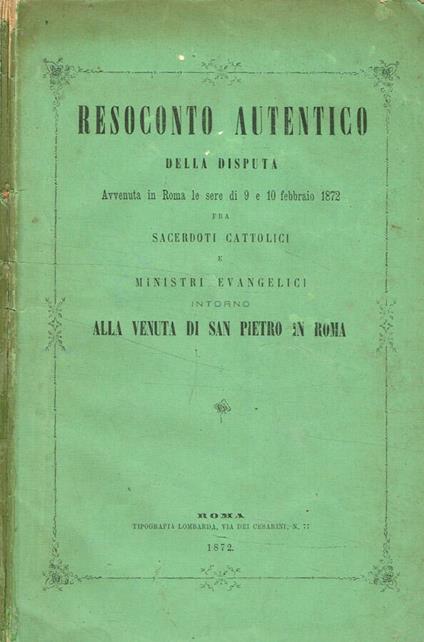 RESOCONTO AUTENTICO
DELLA DISPUTA
Avvenuta in Roma le sere di 9 e 10 febbraio 1872
FRA
SACERDOTI CATTOLICI
E
MINISTRI EVANGELICI
INTORNO
ALLA VENUTA DI SAN PIETRO IN ROMA
ROMA
TIPOGRAFIA LOMBARDA, VIA DEI CESARINI, N. 77
1872.